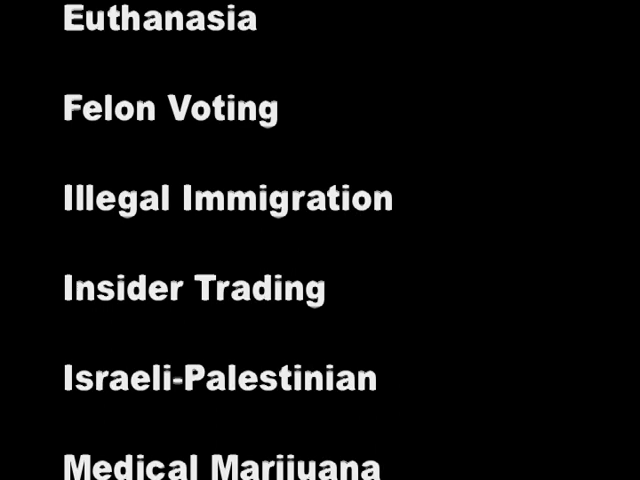 Euthanasia
Felon Voting
Illegal Immigration
Insider Trading
Israeli-Palestinian
Medical Marijuana